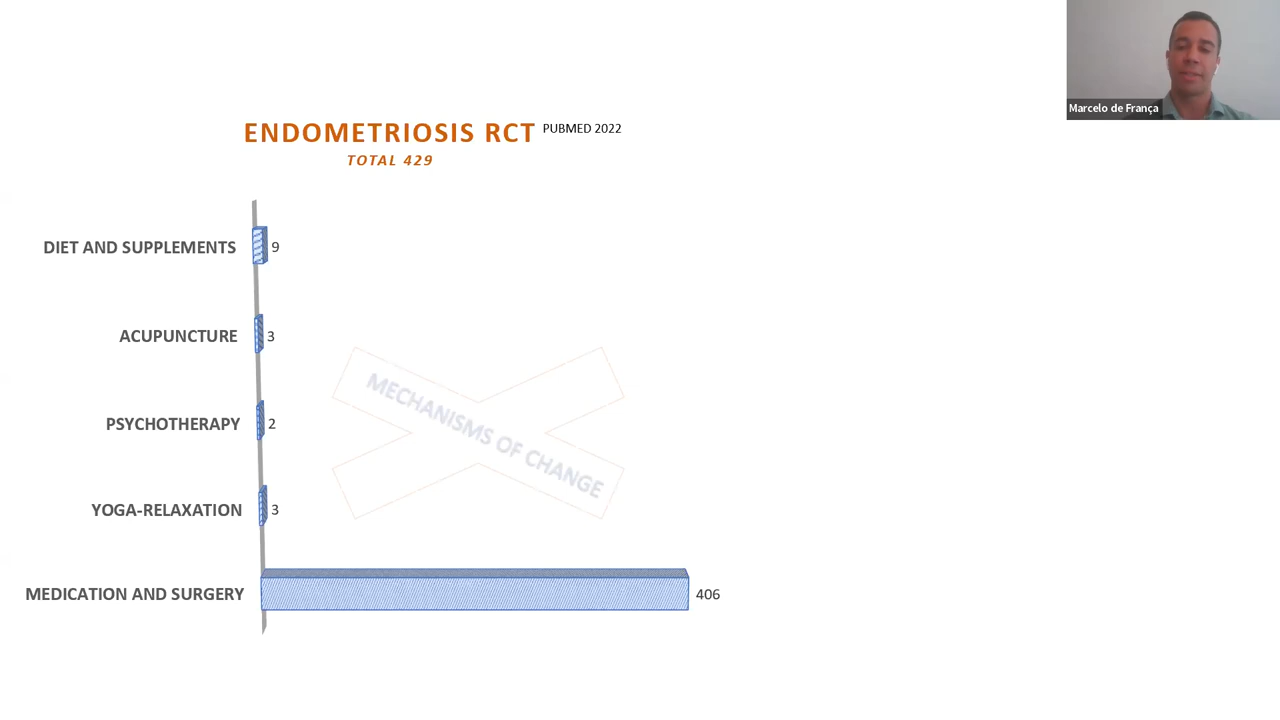 Marcelo de França
ENDOMETRIOSIS RCT PUBMED 2022
TOTAL 429
DIET AND SUPPLEMENTS 9
ACUPUNCTURE 3
MECHANISMS OF CHANGE
PSYCHOTHERAPY 2
YOGA-RELAXATION 3
MEDICATION AND SURGERY 406